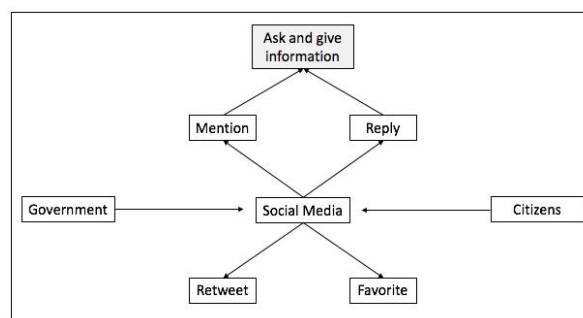 Ask and give
information
Mention
Reply
Government
Social Media
Citizens
Retweet
Favorite